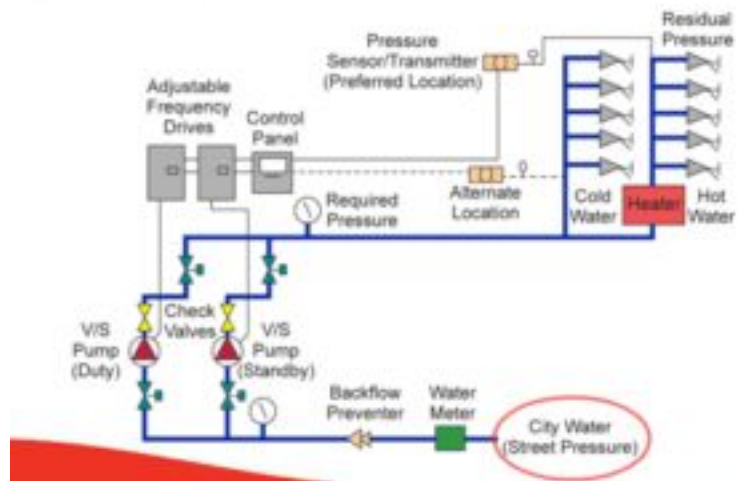 Residual
Pressure
Pressure
Sensor/Transmitter
(Preferred Location)
Adjustable
Frequency
Drives
Control
Panel
Required
Pressure
Alternate
Location
Cold
Water
Heater
Hot
Water
Check
Valves
V/S
Pump
(Duty)
V/S
Pump
(Standby)
Backflow
Preventer
Water
Meter
City Water
(Street Pressure)